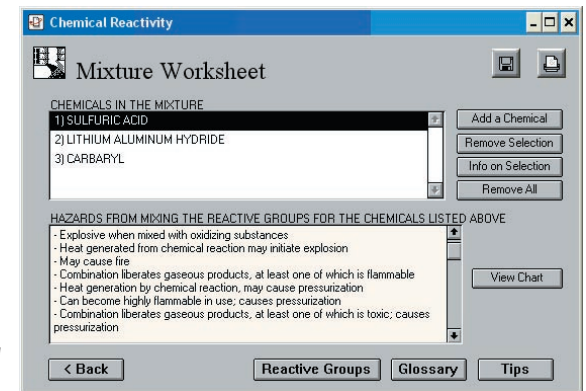 Chemical Reactivity
Mixture Worksheet
CHEMICALS IN THE MIXTURE
1) SULFURIC ACID
2) LITHIUM ALUMINUM HYDRIDE
3) CARBARYL
Add a Chemical
Remove Selection
Info on Selection
Remove All
HAZARDS FROM MIXING THE REACTIVE GROUPS FOR THE CHEMICALS LISTED ABOVE
- Explosive when mixed with oxidizing substances
- Heat generated from chemical reaction may initiate explosion
- May cause fire
- Combination liberates gaseous products, at least one of which is flammable
- Heat generation by chemical reaction, may cause pressurization
- Can become highly flammable in use; causes pressurization
- Combination liberates gaseous products, at least one of which is toxic; causes
pressurization
View Chart
< Back
Reactive Groups
Glossary
Tips